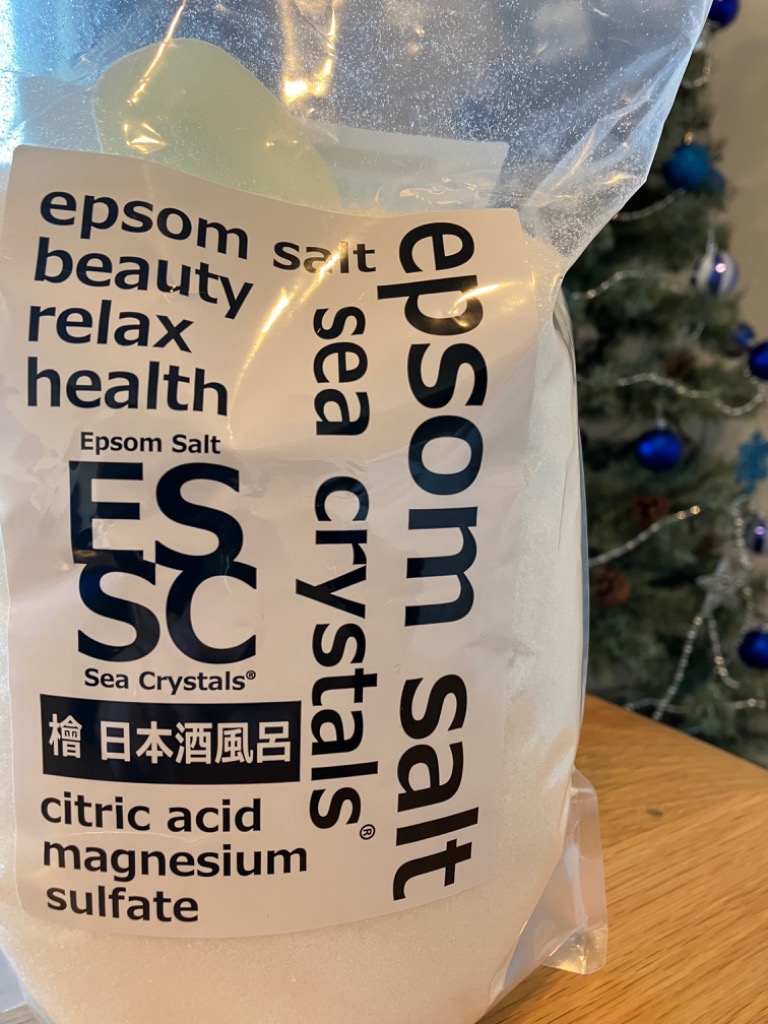 epsom salt
beauty
relax
health
Epsom Salt
ES
SC
Sea Crystals®
檜 日本酒風呂
citric acid
magnesium
sulfate
sea crystals®
epsom salt